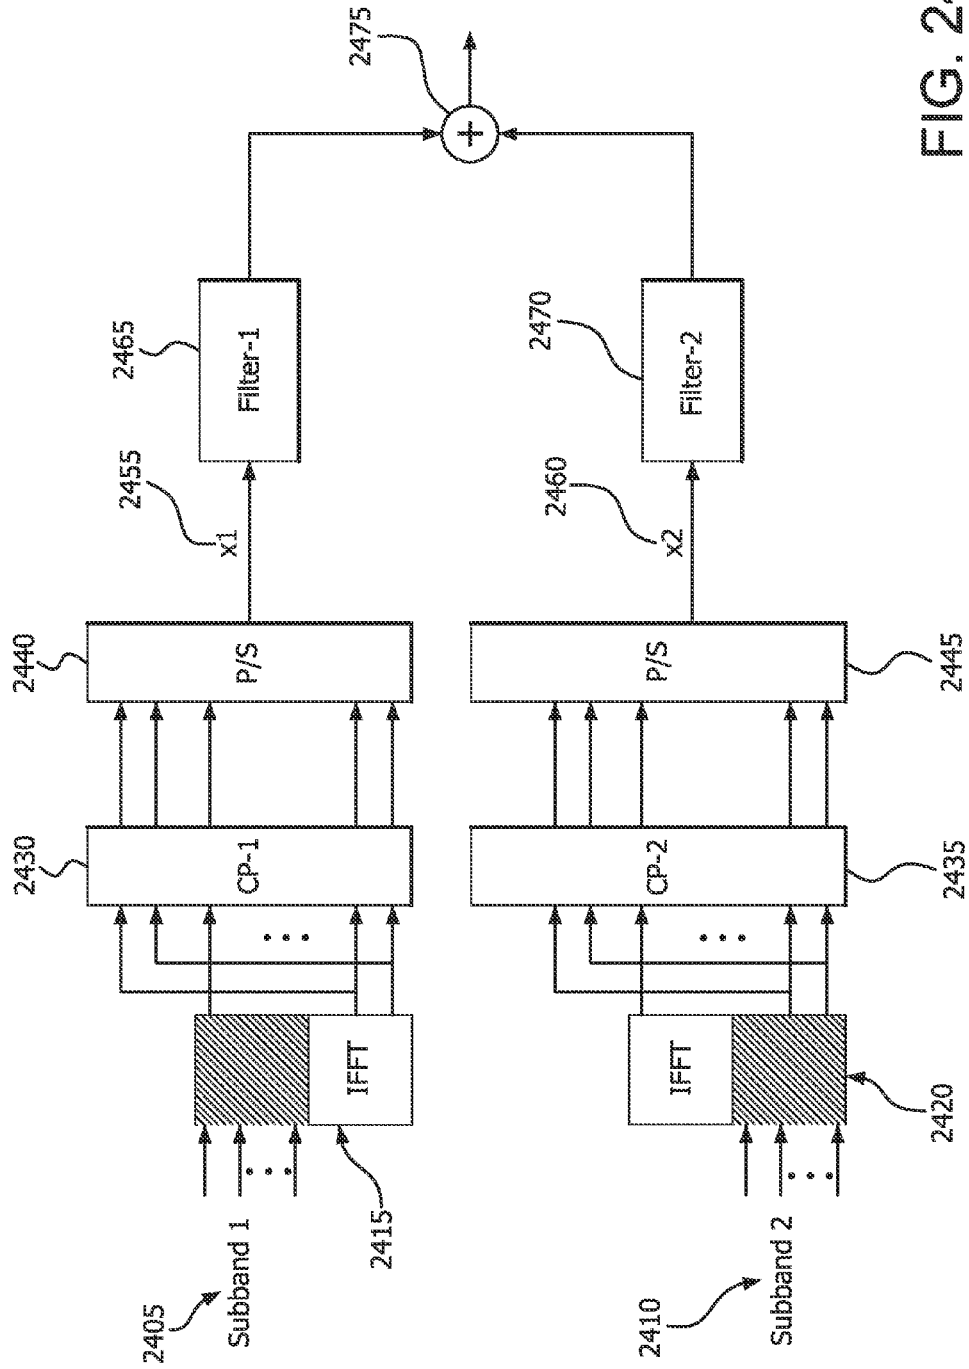 2405
Subband 1
2415
IFFT
2430
CP-1
2440
P/S
2455
x1
2465
Filter-1
2475
+
2410
Subband 2
2420
IFFT
2435
CP-2
2445
P/S
2460
x2
2470
Filter-2
FIG. 24